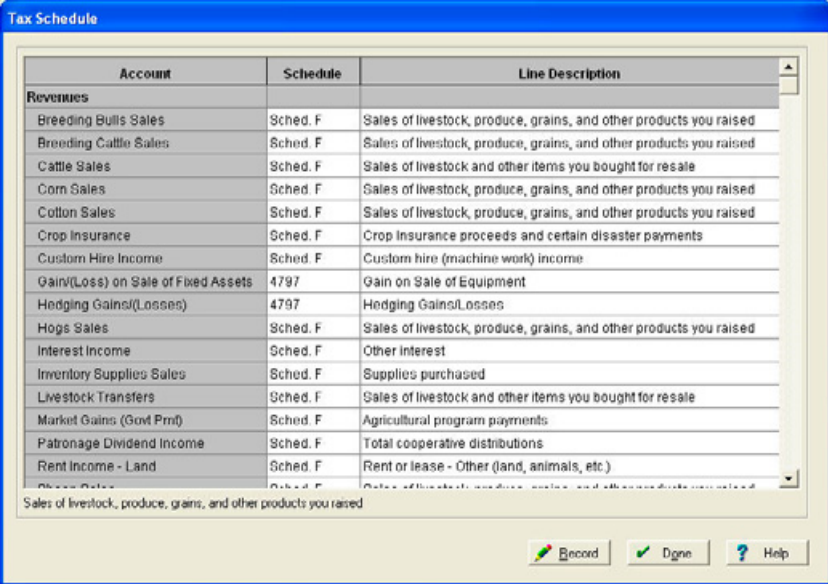 Tax Schedule
Account Schedule Line Description
Revenues
Breeding Bulls Sales Sched. F Sales of livestock, produce, grains, and other products you raised
Breeding Cattle Sales Sched. F Sales of livestock, produce, grains, and other products you raised
Cattle Sales Sched. F Sales of livestock and other items you bought for resale
Corn Sales Sched. F Sales of livestock, produce, grains, and other products you raised
Cotton Sales Sched. F Sales of livestock, produce, grains, and other products you raised
Crop Insurance Sched. F Crop Insurance proceeds and certain disaster payments
Custom Hire Income Sched. F Custom hire (machine work) income
Gain/(Loss) on Sale of Fixed Assets 4797 Gain on Sale of Equipment
Hedging Gains/(Losses) 4797 Hedging Gains/Losses
Hogs Sales Sched. F Sales of livestock, produce, grains, and other products you raised
Interest Income Sched. F Other interest
Inventory Supplies Sales Sched. F Supplies purchased
Livestock Transfers Sched. F Sales of livestock and other items you bought for resale
Market Gains (Govt Pmt) Sched. F Agricultural program payments
Patronage Dividend Income Sched. F Total cooperative distributions
Rent Income - Land Sched. F Rent or lease - Other (land, animals, etc.)
Sales of livestock, produce, grains, and other products you raised
Record Done Help